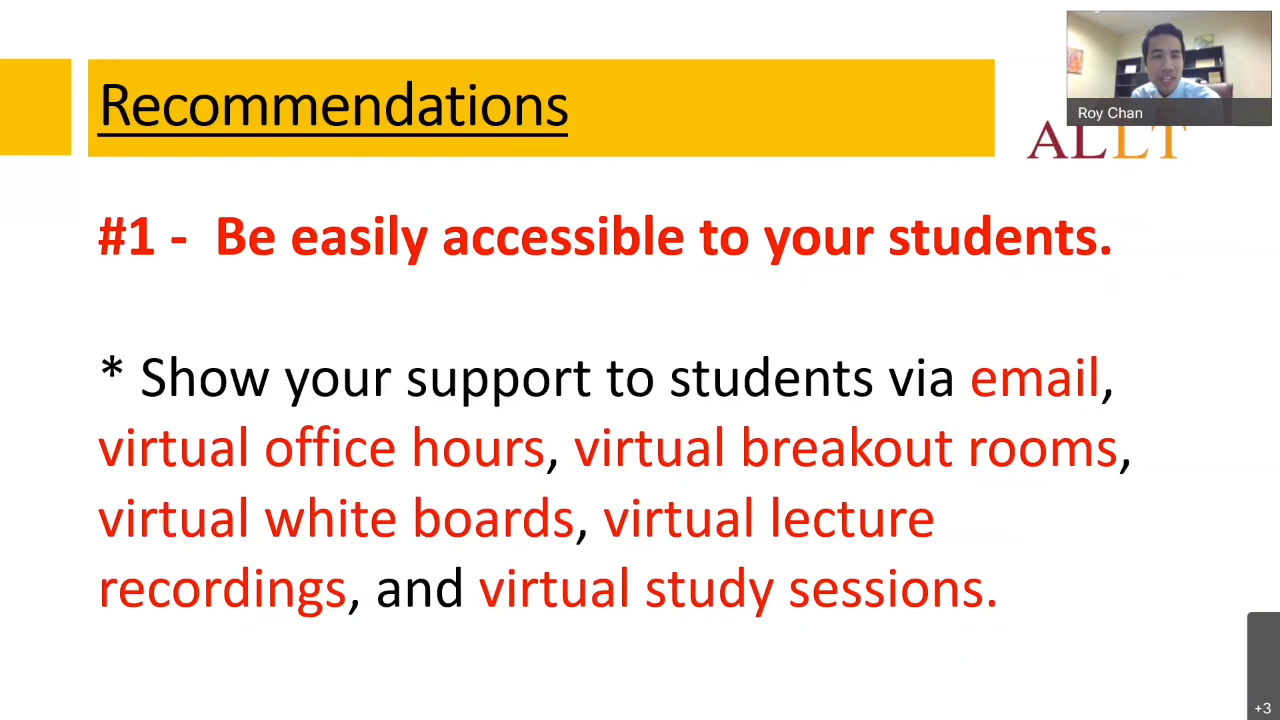 Recommendations
Roy Chan
ALLT
#1 - Be easily accessible to your students.
* Show your support to students via email,
virtual office hours, virtual breakout rooms,
virtual white boards, virtual lecture
recordings, and virtual study sessions.
+3